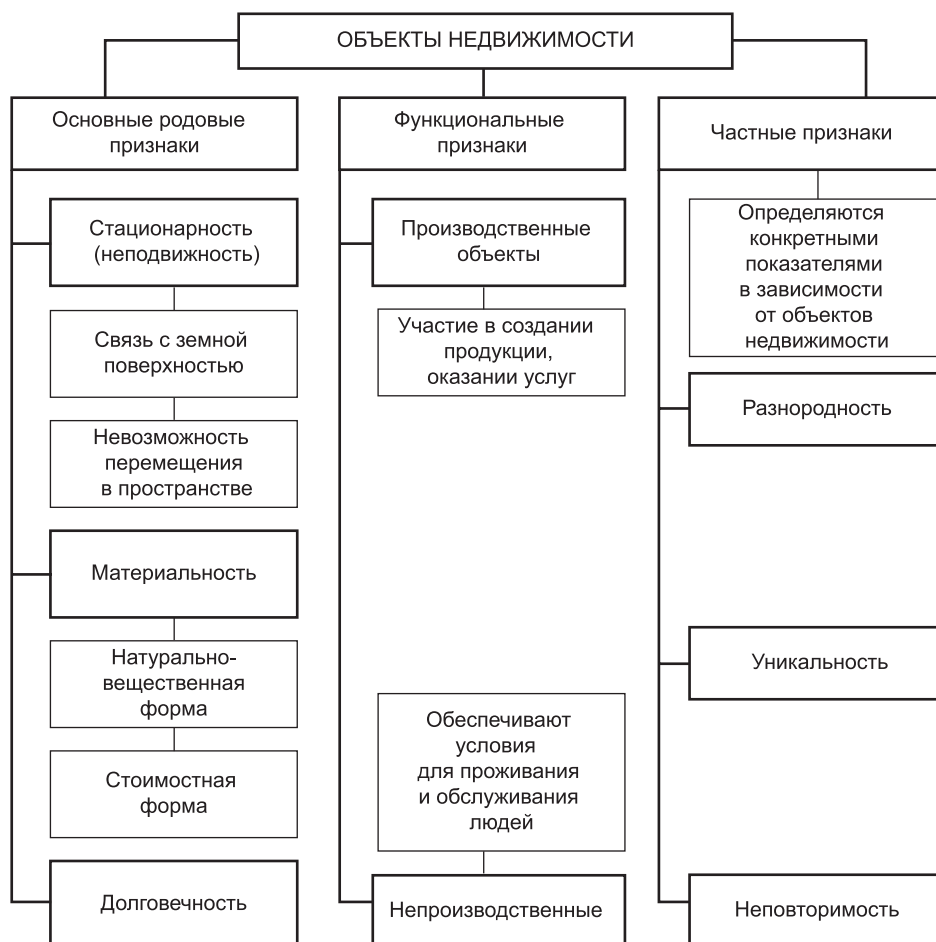 ОБЪЕКТЫ НЕДВИЖИМОСТИ
Основные родовые
признаки
Стационарность
(неподвижность)
Связь с земной
поверхностью
Невозможность
перемещения
в пространстве
Материальность
Натурально-
вещественная
форма
Стоимостная
форма
Долговечность
Функциональные
признаки
Производственные
объекты
Участие в создании
продукции,
оказании услуг
Обеспечивают
условия
для проживания
и обслуживания
людей
Непроизводственные
Частные признаки
Определяются
конкретными
показателями
в зависимости
от объектов
недвижимости
Разнородность
Уникальность
Неповторимость